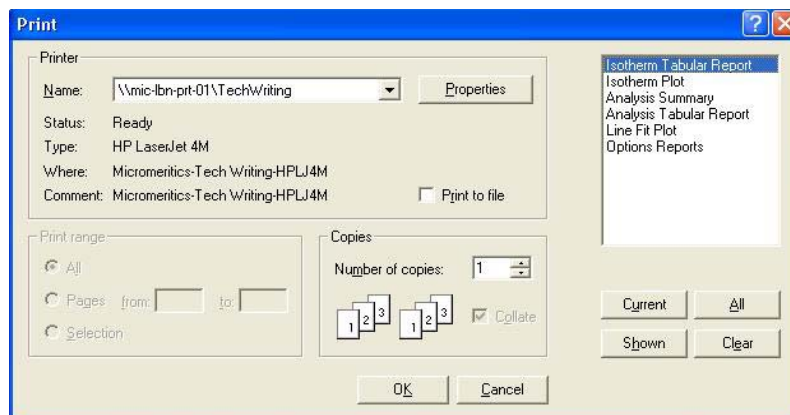 Print
Printer
Name: \\mic-lbn-prt-01\TechWriting Properties
Status: Ready
Type: HP LaserJet 4M
Where: Micromeritics-Tech Writing-HPLJ4M
Comment: Micromeritics-Tech Writing-HPLJ4M Print to file
Print range
All
Pages from: to:
Selection
Copies
Number of copies: 1
1 2 3 1 2 3 Collate
OK Cancel
Isotherm Tabular Report
Isotherm Plot
Analysis Summary
Analysis Tabular Report
Line Fit Plot
Options Reports
Current All
Shown Clear